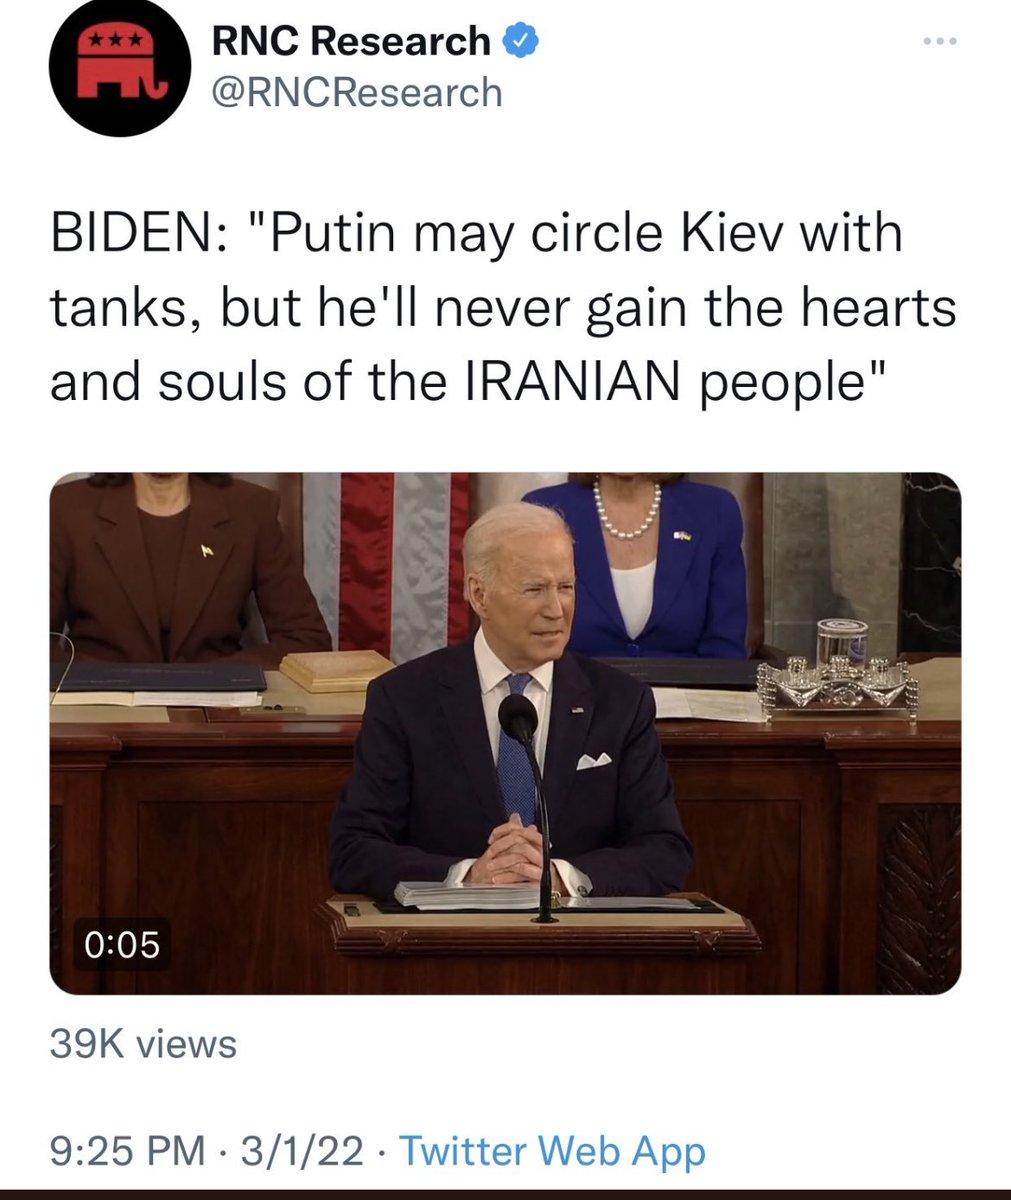 RNC Research
@RNCResearch
BIDEN: "Putin may circle Kiev with
tanks, but he'll never gain the hearts
and souls of the IRANIAN people"
0:05
39K views
9:25 PM · 3/1/22 · Twitter Web App